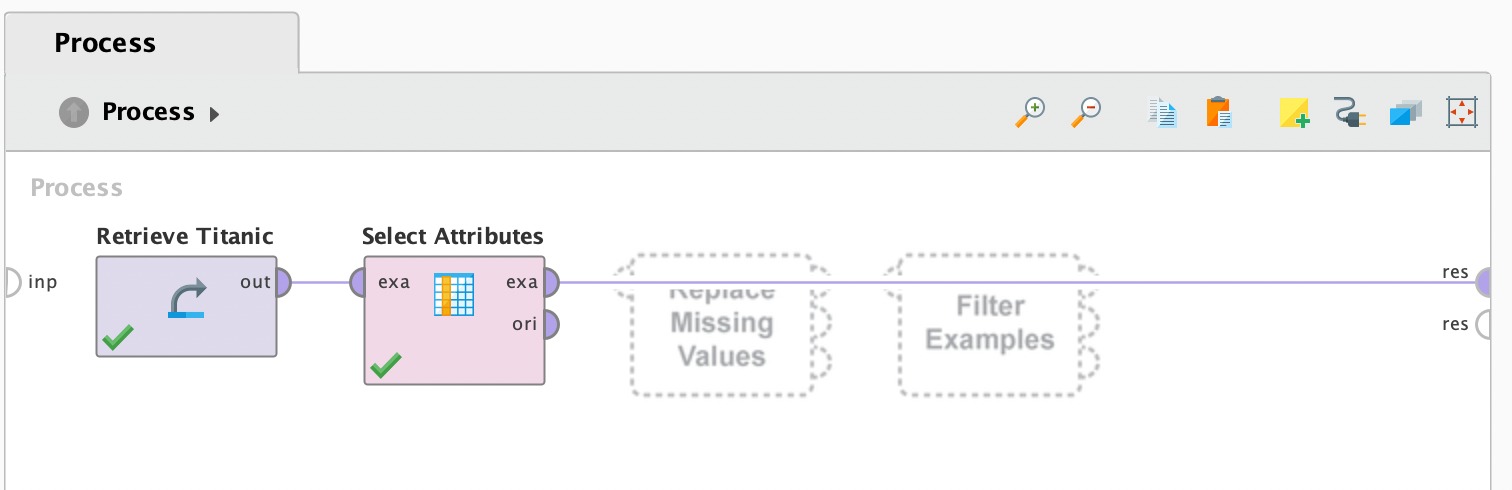 Process
Process
Process
Retrieve Titanic
Select Attributes
inp
out
exa
exa
ori
Replace
Missing
Values
Filter
Examples
res
res